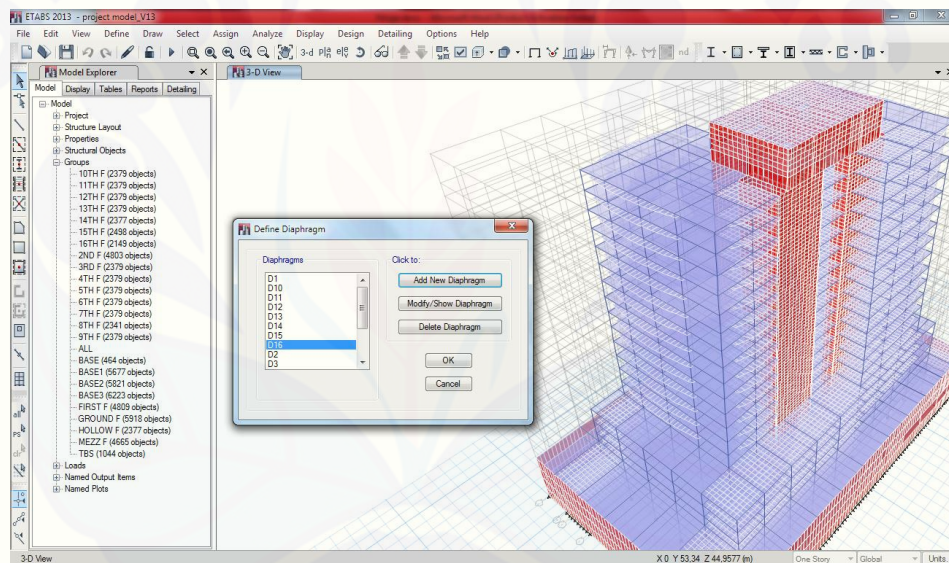 ETABS 2013 - project model_V13
File Edit View Define Draw Select Assign Analyze Display Design Detailing Options Help
3-d
nd
Model Explorer
3-D View
Model Display Tables Reports Detailing
Model
Project
Structure Layout
Properties
Structural Objects
Groups
10TH F (2379 objects)
11TH F (2379 objects)
12TH F (2379 objects)
13TH F (2379 objects)
14TH F (2377 objects)
15TH F (2498 objects)
16TH F (2149 objects)
2ND F (4803 objects)
3RD F (2379 objects)
4TH F (2379 objects)
5TH F (2379 objects)
6TH F (2379 objects)
7TH F (2379 objects)
8TH F (2341 objects)
9TH F (2379 objects)
ALL
BASE (464 objects)
BASE1 (5677 objects)
BASE2 (5821 objects)
BASE3 (6223 objects)
FIRST F (4809 objects)
GROUND F (5918 objects)
HOLLOW F (2377 objects)
MEZZ F (4665 objects)
TBS (1044 objects)
Loads
Named Output Items
Named Plots
all
PS
clr
Define Diaphragm
Diaphragms
D1
D10
D11
D12
D13
D14
D15
D16
D2
D3
Click to:
Add New Diaphragm
Modify/Show Diaphragm
Delete Diaphragm
OK
Cancel
3-D View
X 0 Y 53,34 Z 44,9577 (m)
One Story
Global
Units